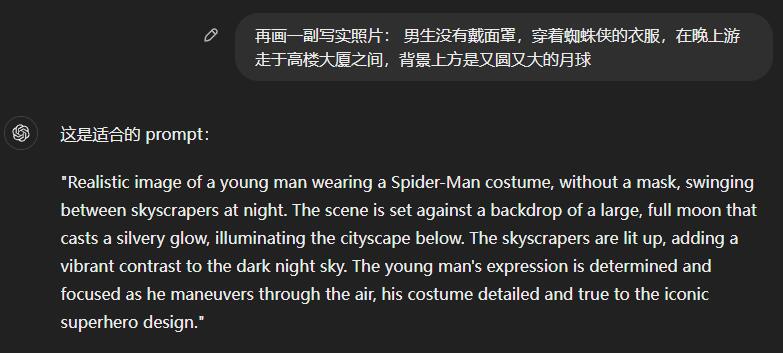 再画一副写实照片： 男生没有戴面罩，穿着蜘蛛侠的衣服，在晚上游
走于高楼大厦之间，背景上方是又圆又大的月球
这是适合的 prompt：
"Realistic image of a young man wearing a Spider-Man costume, without a mask, swinging
between skyscrapers at night. The scene is set against a backdrop of a large, full moon that
casts a silvery glow, illuminating the cityscape below. The skyscrapers are lit up, adding a
vibrant contrast to the dark night sky. The young man's expression is determined and
focused as he maneuvers through the air, his costume detailed and true to the iconic
superhero design."